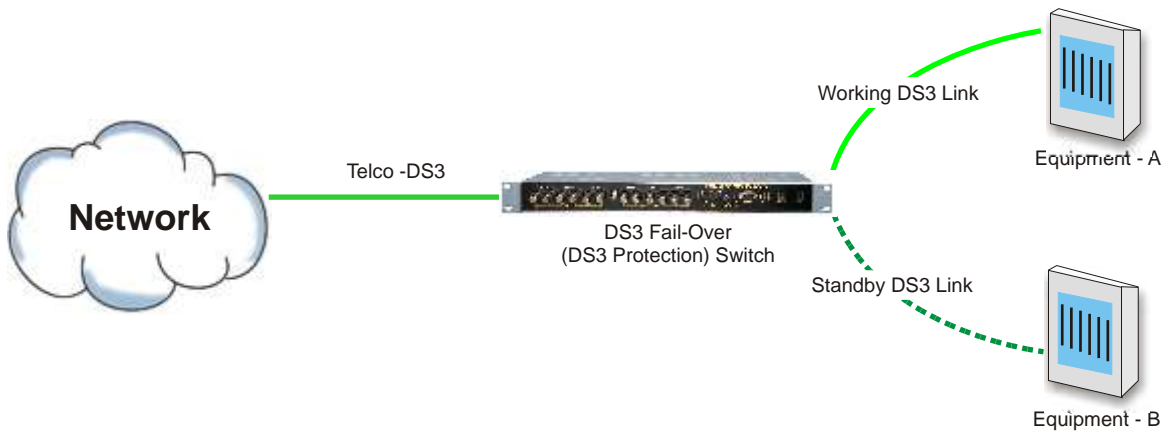 Working DS3 Link
Equipment - A
Telco -DS3
Network
DS3 Fail-Over
(DS3 Protection) Switch
Standby DS3 Link
Equipment - B